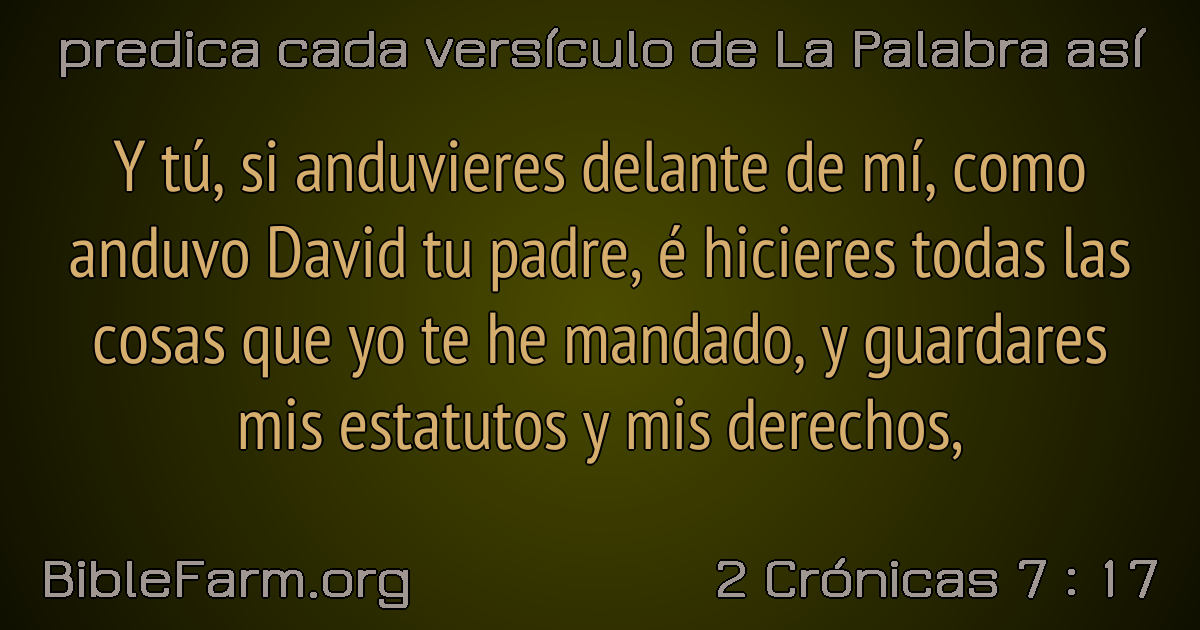 predica cada versículo de La Palabra así
Y tú, si anduvieres delante de mí, como
anduvo David tu padre, é hicieres todas las
cosas que yo te he mandado, y guardares
mis estatutos y mis derechos,
BibleFarm.org
2 Crónicas 7 : 17